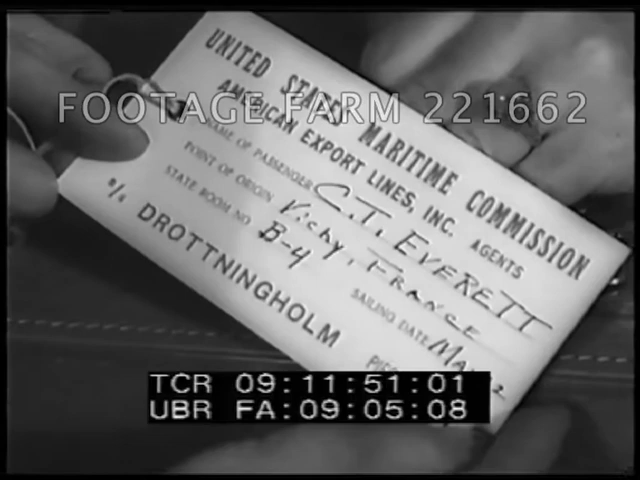 UNITED STATES MARITIME COMMISSION
AMERICAN EXPORT LINES, INC. AGENTS
NAME OF PASSENGER C.T. EVERETT
POINT OF ORIGIN Vichy, France
STATE ROOM NO B-4
SAILING DATE
DROTTNINGHOLM
FOOTAGE FARM 221662
TCR 09:11:51:01
UBR FA:09:05:08